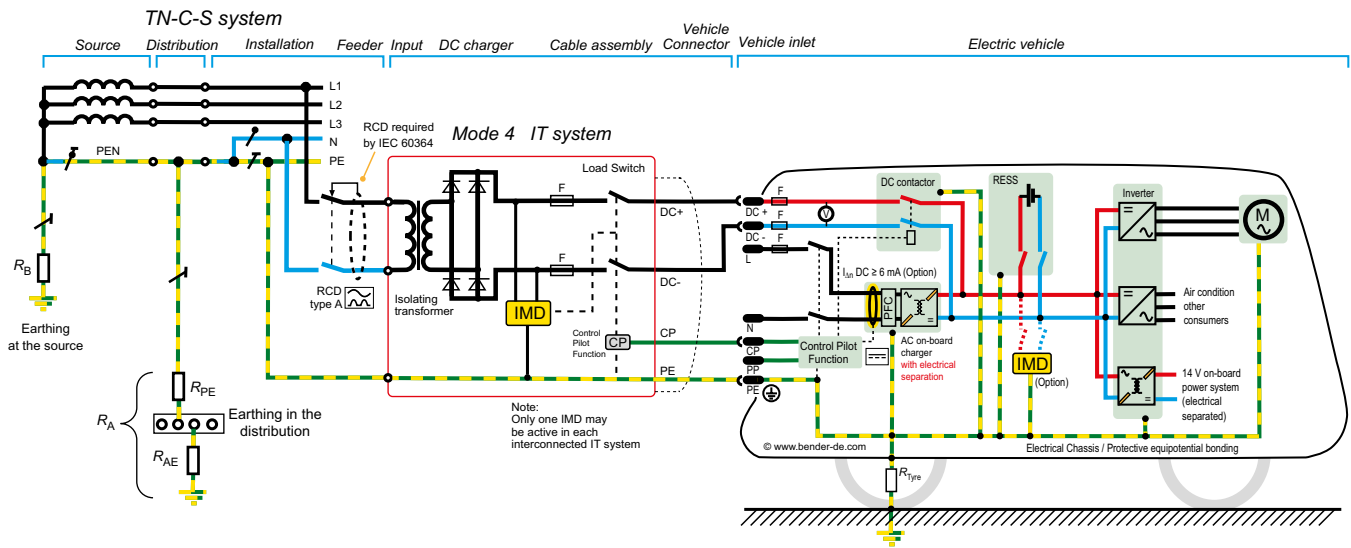 TN-C-S system
Source
Distribution
Installation
Feeder
Input
DC charger
Cable assembly
Vehicle
Connector
Vehicle inlet
Electric vehicle
L1
L2
L3
N
PE
PEN
RCD required
by IEC 60364
Mode 4 IT system
Load Switch
F
F
DC+
DC-
CP
PE
RCD
type A
Isolating
transformer
IMD
Control
Pilot
Function
CP
Note:
Only one IMD may
be active in each
interconnected IT system
RB
Earthing
at the source
RA
RPE
Earthing in the
distribution
RAE
F
DC +
F
DC -
F
L
V
N
CP
PP
PE
DC contactor
RESS
Inverter
M
IΔn DC ≥ 6 mA (Option)
PFC
Control Pilot
Function
AC on-board
charger
with electrical
separation
IMD
(Option)
Air condition
other
consumers
14 V on-board
power system
(electrical
separated)
© www.bender-de.com
Electrical Chassis / Protective equipotential bonding
RTyre